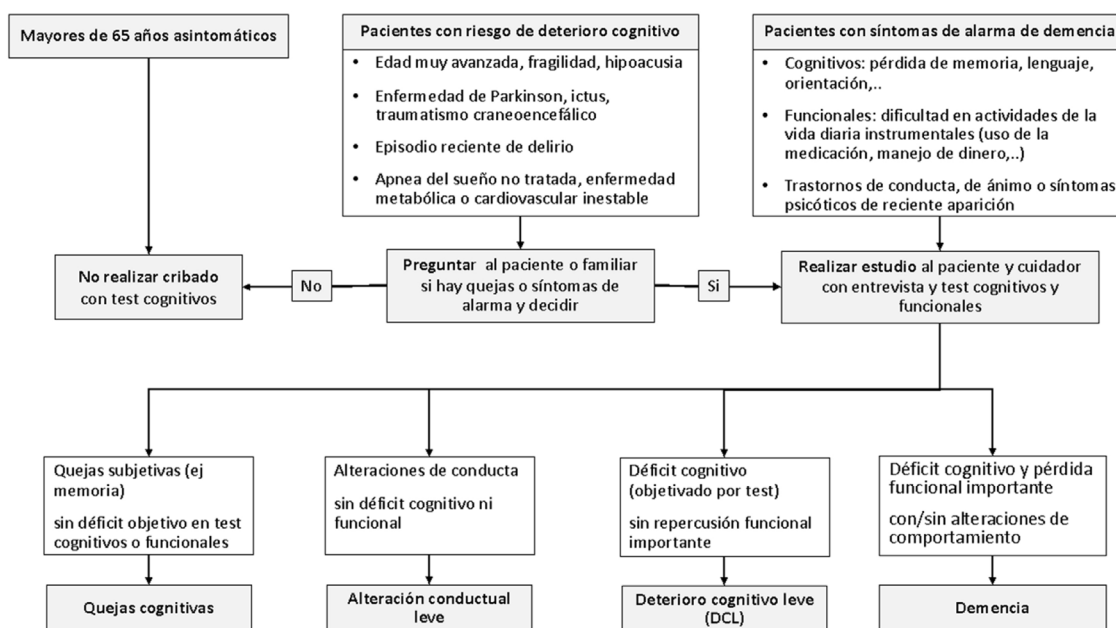 Mayores de 65 años asintomáticos
Pacientes con riesgo de deterioro cognitivo
• Edad muy avanzada, fragilidad, hipoacusia
• Enfermedad de Parkinson, ictus,
traumatismo craneoencefálico
• Episodio reciente de delirio
• Apnea del sueño no tratada, enfermedad
metabólica o cardiovascular inestable
Pacientes con síntomas de alarma de demencia
• Cognitivos: pérdida de memoria, lenguaje,
orientación,..
• Funcionales: dificultad en actividades de la
vida diaria instrumentales (uso de la
medicación, manejo de dinero,..)
• Trastornos de conducta, de ánimo o síntomas
psicóticos de reciente aparición
No realizar cribado
con test cognitivos
No
Preguntar al paciente o familiar
si hay quejas o síntomas de
alarma y decidir
Si
Realizar estudio al paciente y cuidador
con entrevista y test cognitivos y
funcionales
Quejas subjetivas (ej
memoria)
sin déficit objetivo en test
cognitivos o funcionales
Alteraciones de conducta
sin déficit cognitivo ni
funcional
Déficit cognitivo
(objetivado por test)
sin repercusión funcional
importante
Déficit cognitivo y pérdida
funcional importante
con/sin alteraciones de
comportamiento
Quejas cognitivas
Alteración conductual
leve
Deterioro cognitivo leve
(DCL)
Demencia